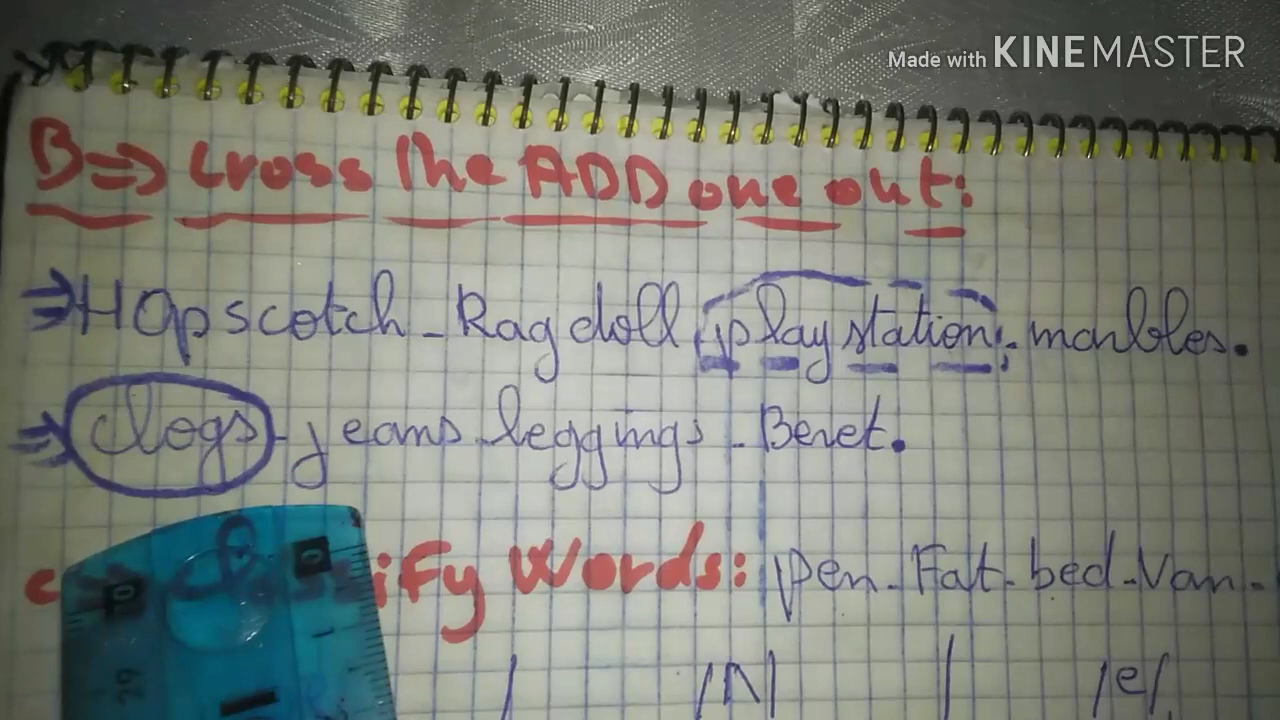 Made with KINEMASTER
B⇒ cross the ADD one out:
⇒ Hopscotch - Rag doll (play station). marbles.
⇒ clogs - jeans - leggings - Beret.
words: pen - Fat - bed - Van -
/ʌ/ /e/